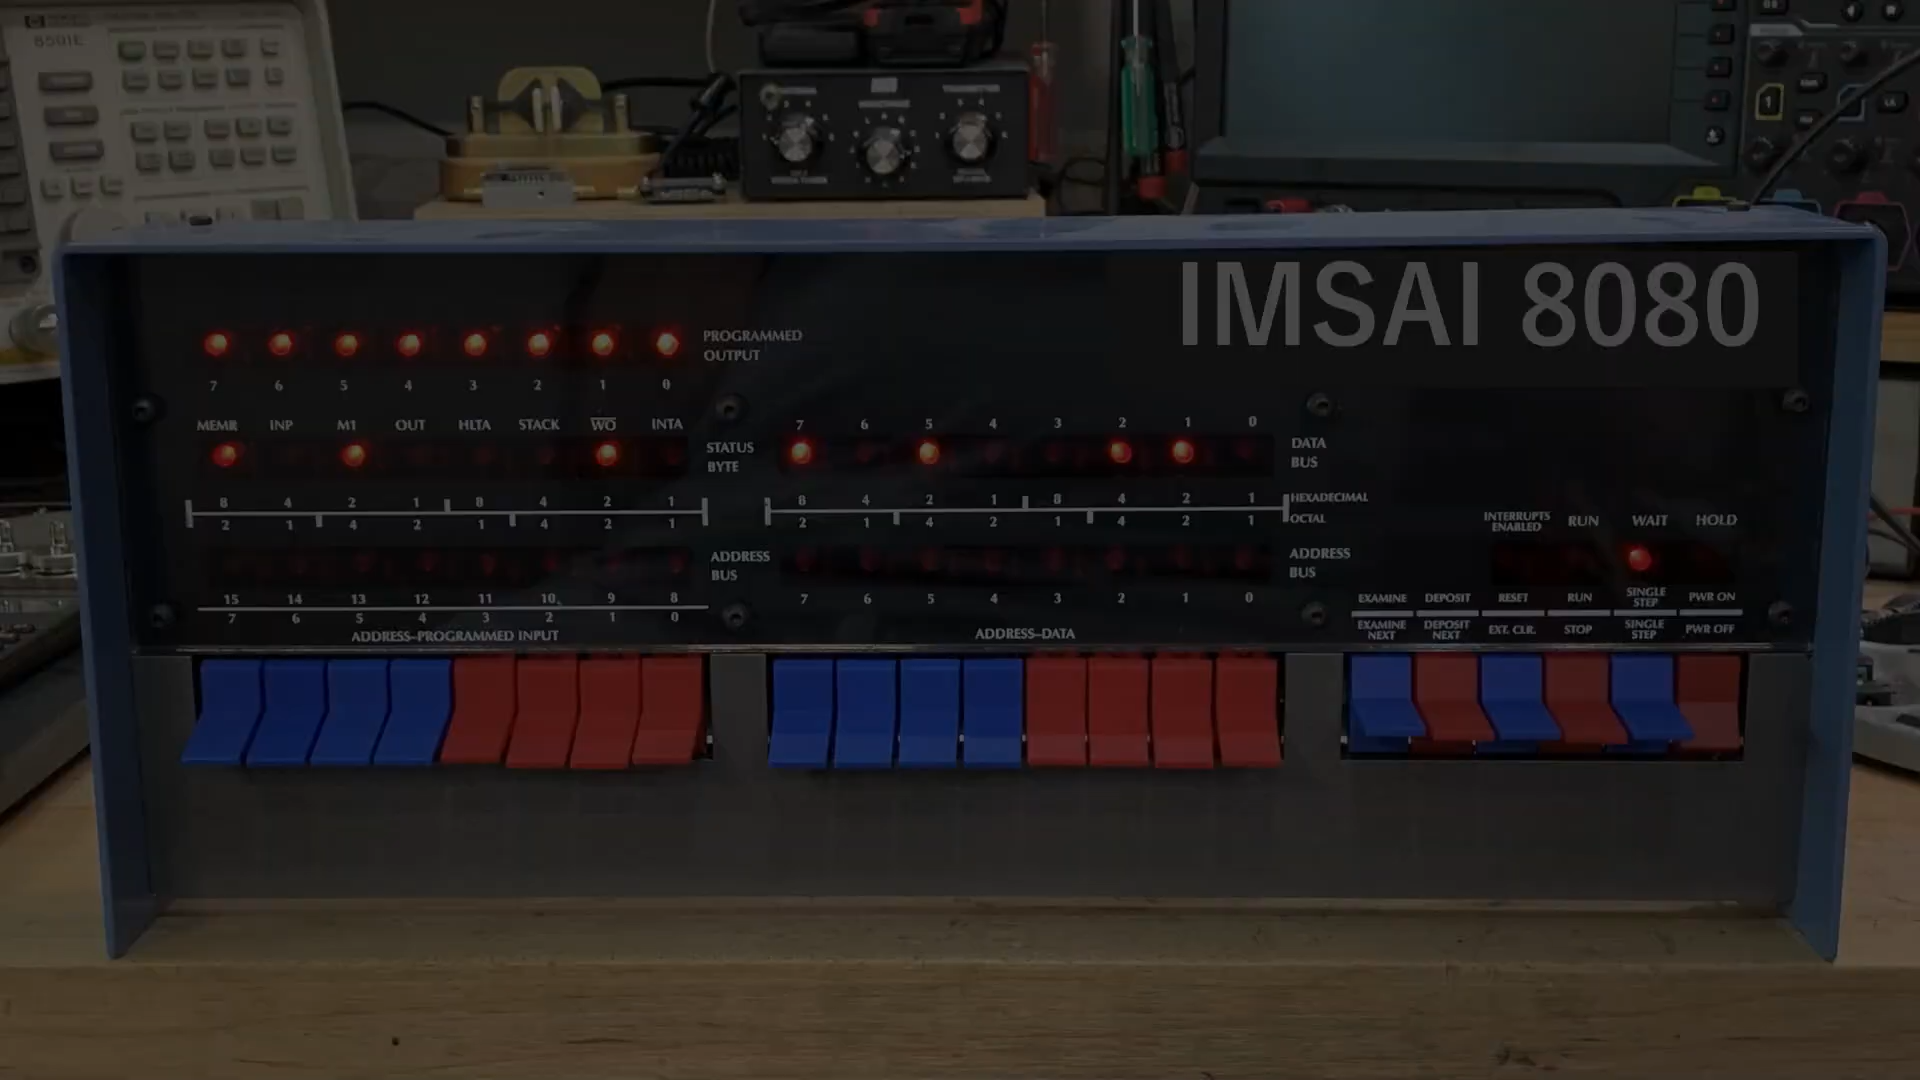 8501E
1
IMSAI 8080
PROGRAMMED
OUTPUT
7 6 5 4 3 2 1 0
MEMR INP M1 OUT HLTA STACK WO INTA
7 6 5 4 3 2 1 0
STATUS
BYTE
DATA
BUS
8 4 2 1 8 4 2 1
8 4 2 1 8 4 2 1
HEXADECIMAL
2 1 4 2 1 4 2 1
2 1 4 2 1 4 2 1
OCTAL
INTERRUPTS
ENABLED
RUN WAIT HOLD
ADDRESS
BUS
ADDRESS
BUS
15 14 13 12 11 10 9 8
7 6 5 4 3 2 1 0
7 6 5 4 3 2 1 0
ADDRESS–PROGRAMMED INPUT
ADDRESS–DATA
EXAMINE DEPOSIT RESET RUN SINGLE STEP PWR ON
EXAMINE NEXT DEPOSIT NEXT EXT. CLR. STOP SINGLE STEP PWR OFF